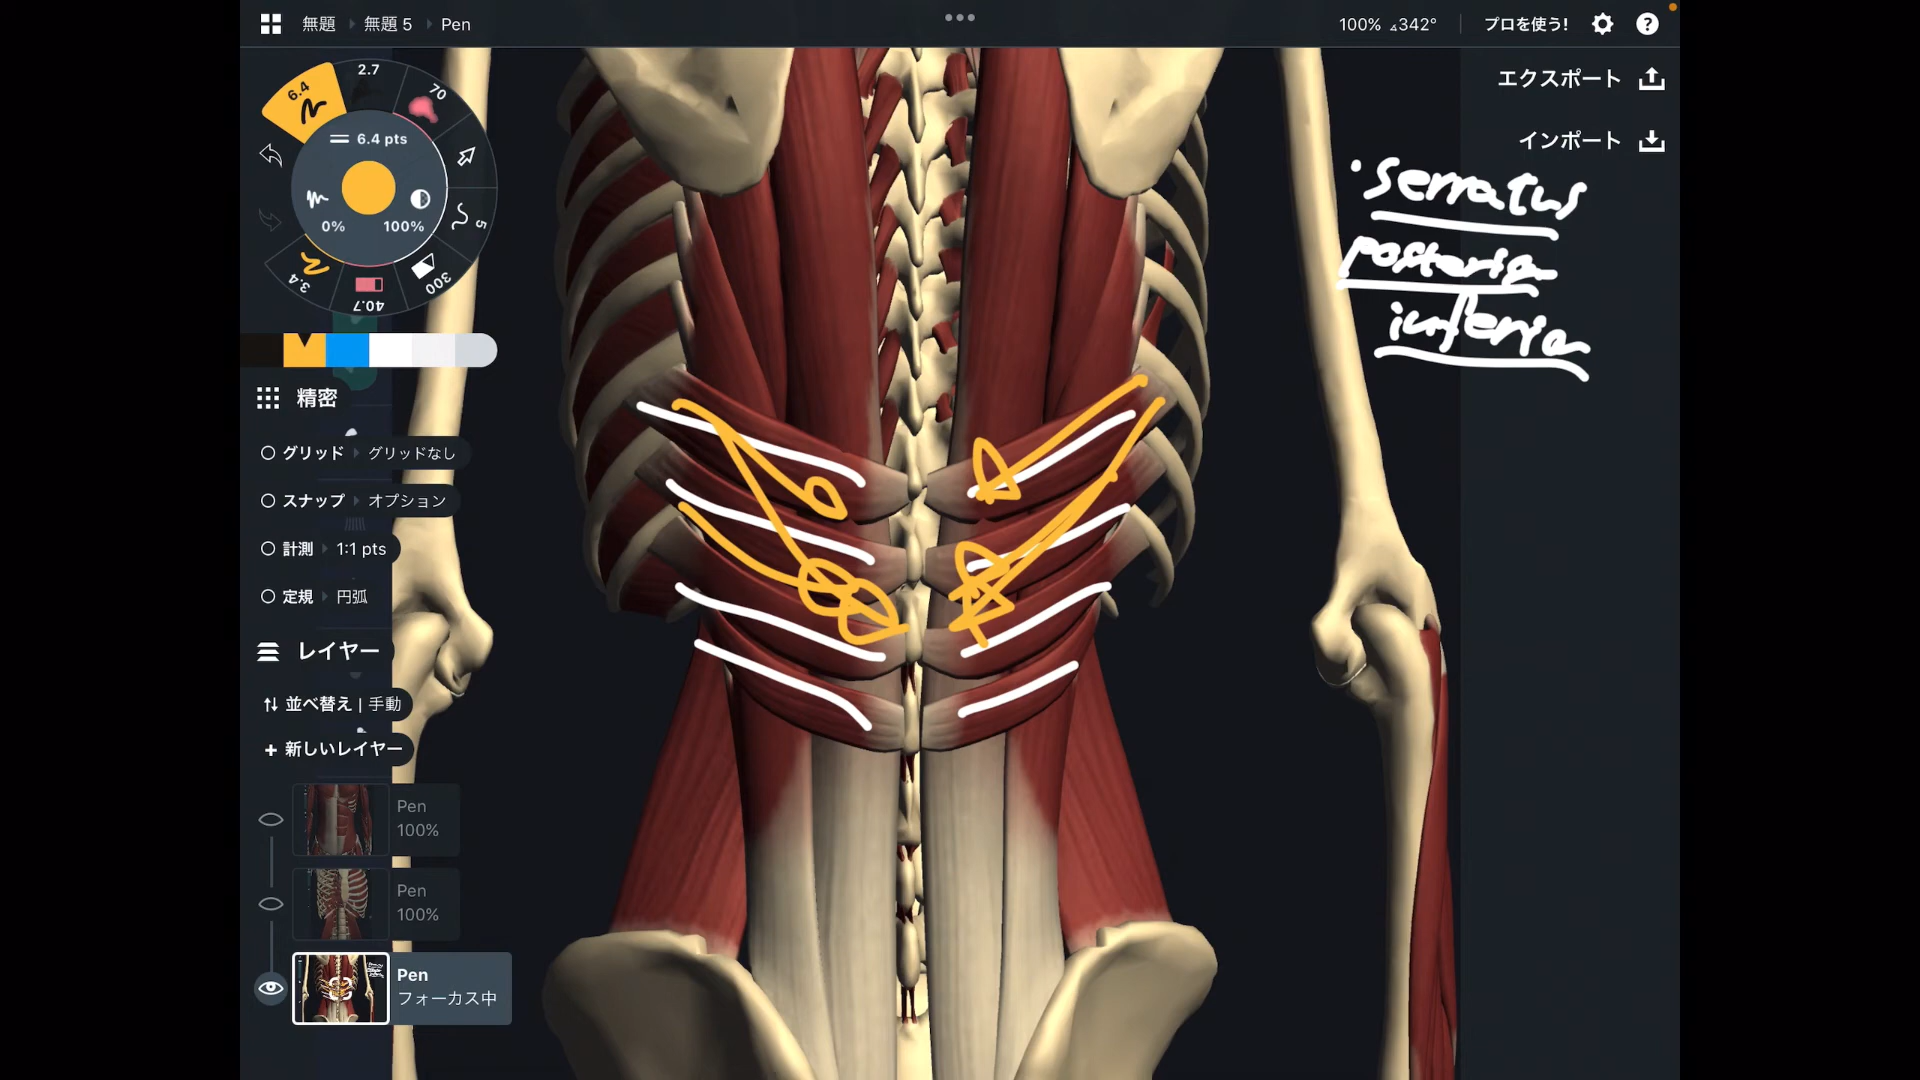 無題 無題 5 Pen
100% ⊿342° プロを使う!
エクスポート
インポート
2.7
6.4
70
6.4 pts
0% 100%
5
300
40.7
3.4
精密
グリッド グリッドなし
スナップ オプション
計測 1:1 pts
定規 円弧
レイヤー
並べ替え | 手動
+ 新しいレイヤー
Pen
100%
Pen
100%
Pen
フォーカス中
・serratus
posterior
inferior